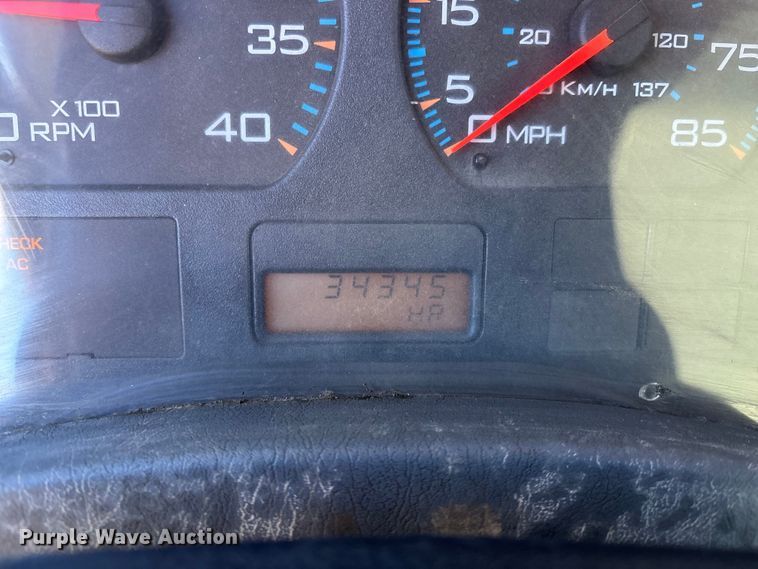 15
35
20
120
75
5
Km/h 137
X 100
RPM
40
0 MPH
85
AC
34345
HR
Purple Wave Auction